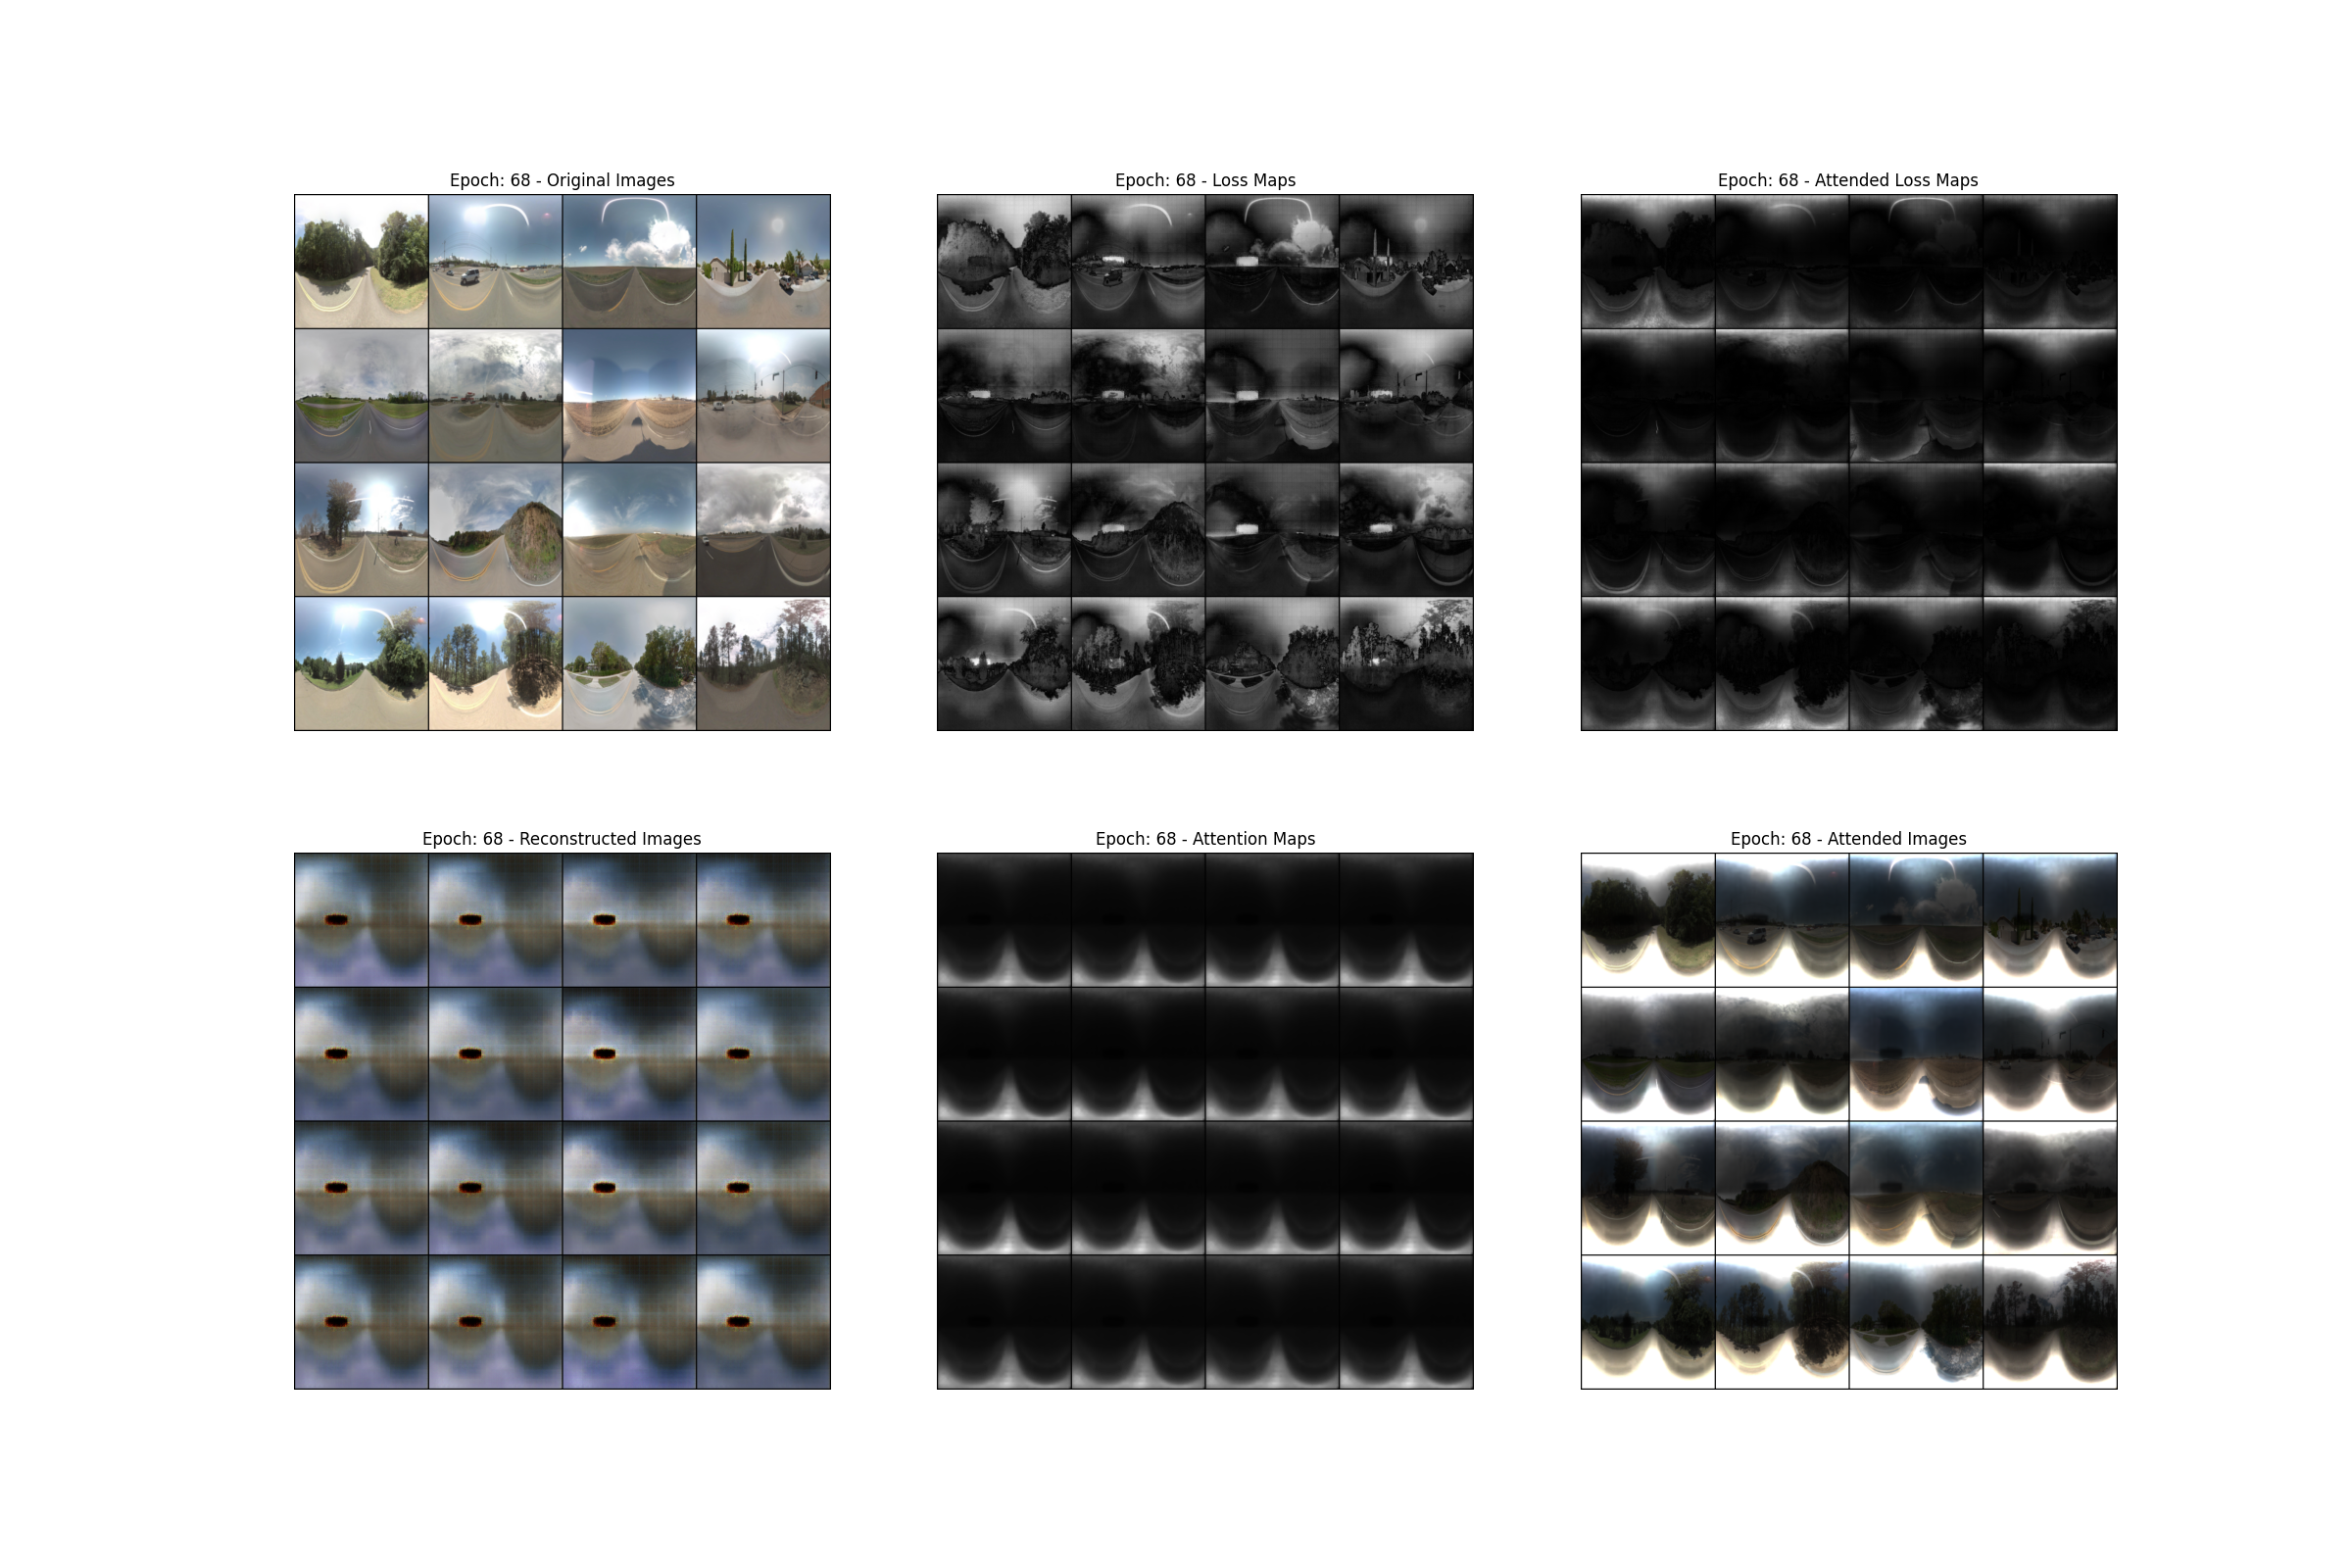 Epoch: 68 - Original Images
Epoch: 68 - Loss Maps
Epoch: 68 - Attended Loss Maps
Epoch: 68 - Reconstructed Images
Epoch: 68 - Attention Maps
Epoch: 68 - Attended Images